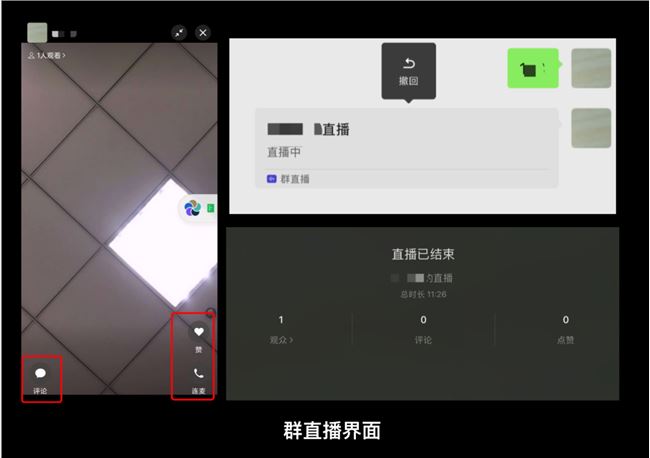 1人观看
赞
连麦
评论
撤回
直播
直播中
群直播
直播已结束
的直播
总时长 11:26
1
0
0
观众
评论
点赞
群直播界面